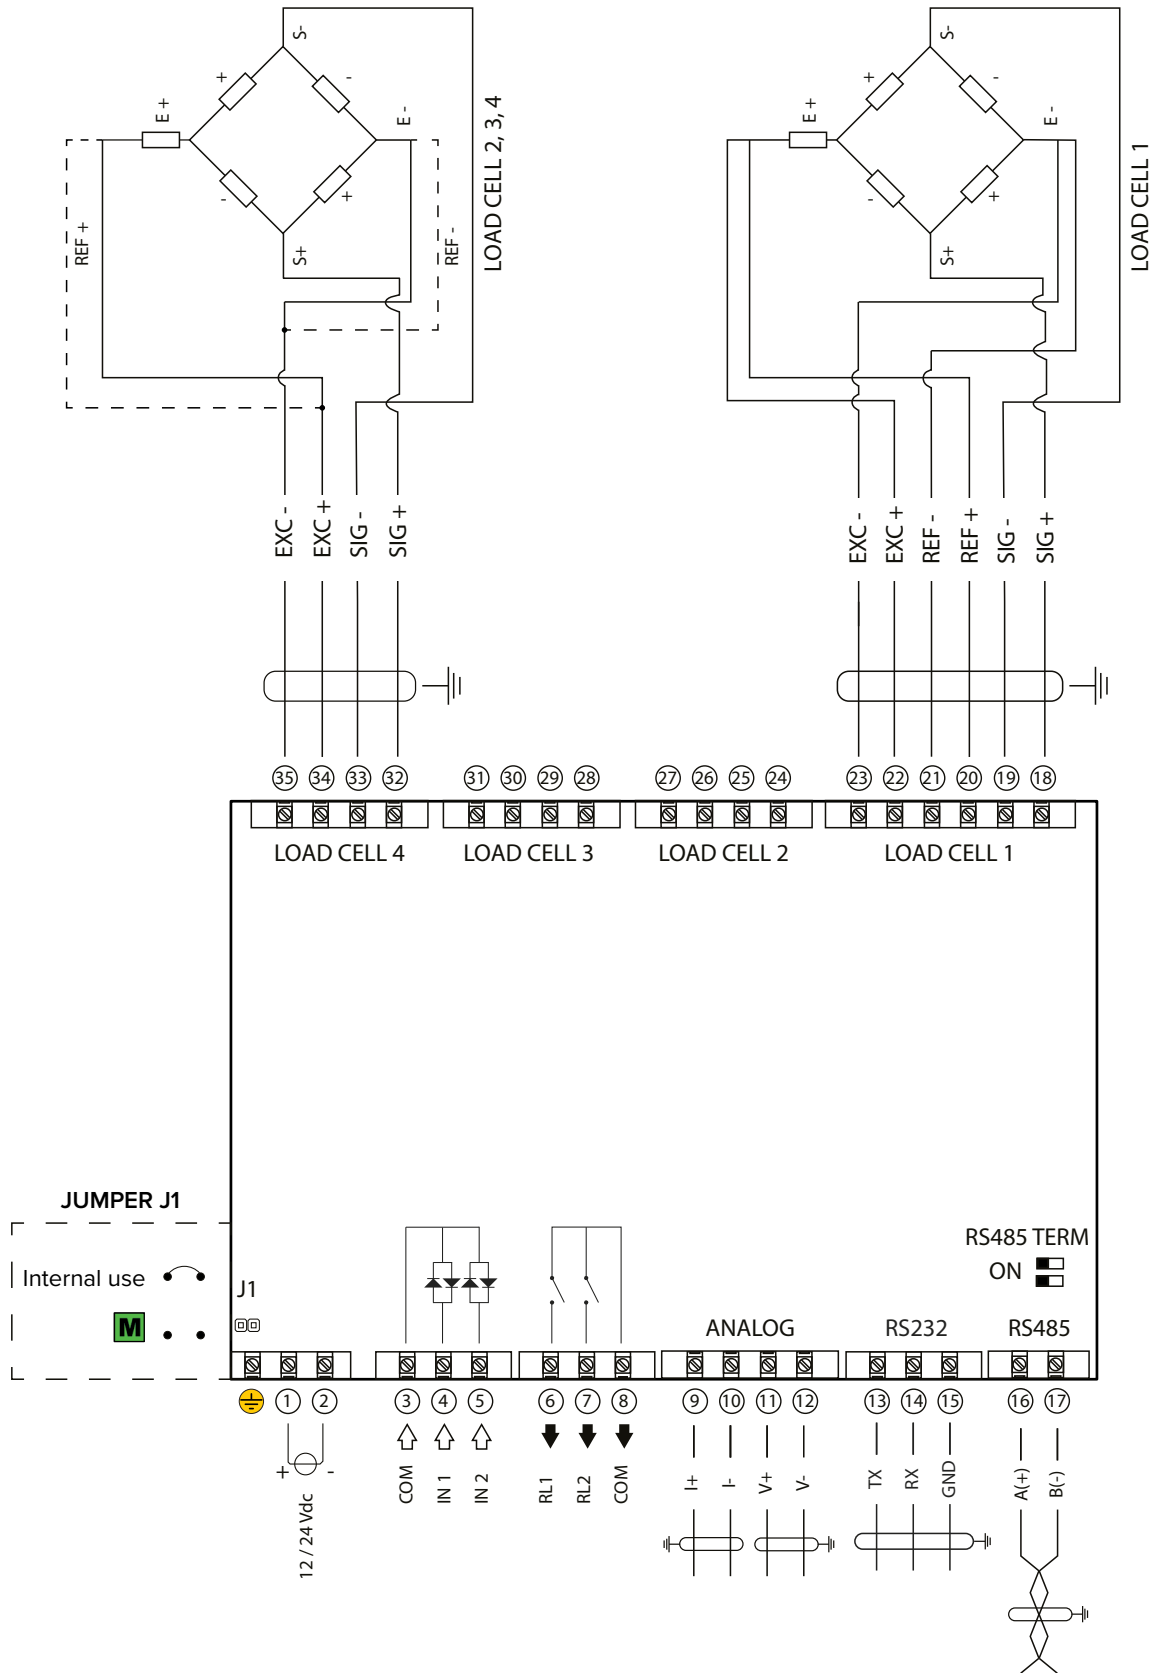 S-
+
-
E +
E -
-
+
S+
REF +
REF -
LOAD CELL 2, 3, 4
S-
+
-
E +
E -
-
+
S+
LOAD CELL 1
EXC -
EXC +
SIG -
SIG +
EXC -
EXC +
REF -
REF +
SIG -
SIG +
35 34 33 32 31 30 29 28 27 26 25 24 23 22 21 20 19 18
LOAD CELL 4 LOAD CELL 3 LOAD CELL 2 LOAD CELL 1
JUMPER J1
Internal use
M
J1
RS485 TERM
ON
ANALOG RS232 RS485
1 2 3 4 5 6 7 8 9 10 11 12 13 14 15 16 17
+ -
12 / 24 Vdc
COM
IN 1
IN 2
RL1
RL2
COM
I+
I-
V+
V-
TX
RX
GND
A(+)
B(-)